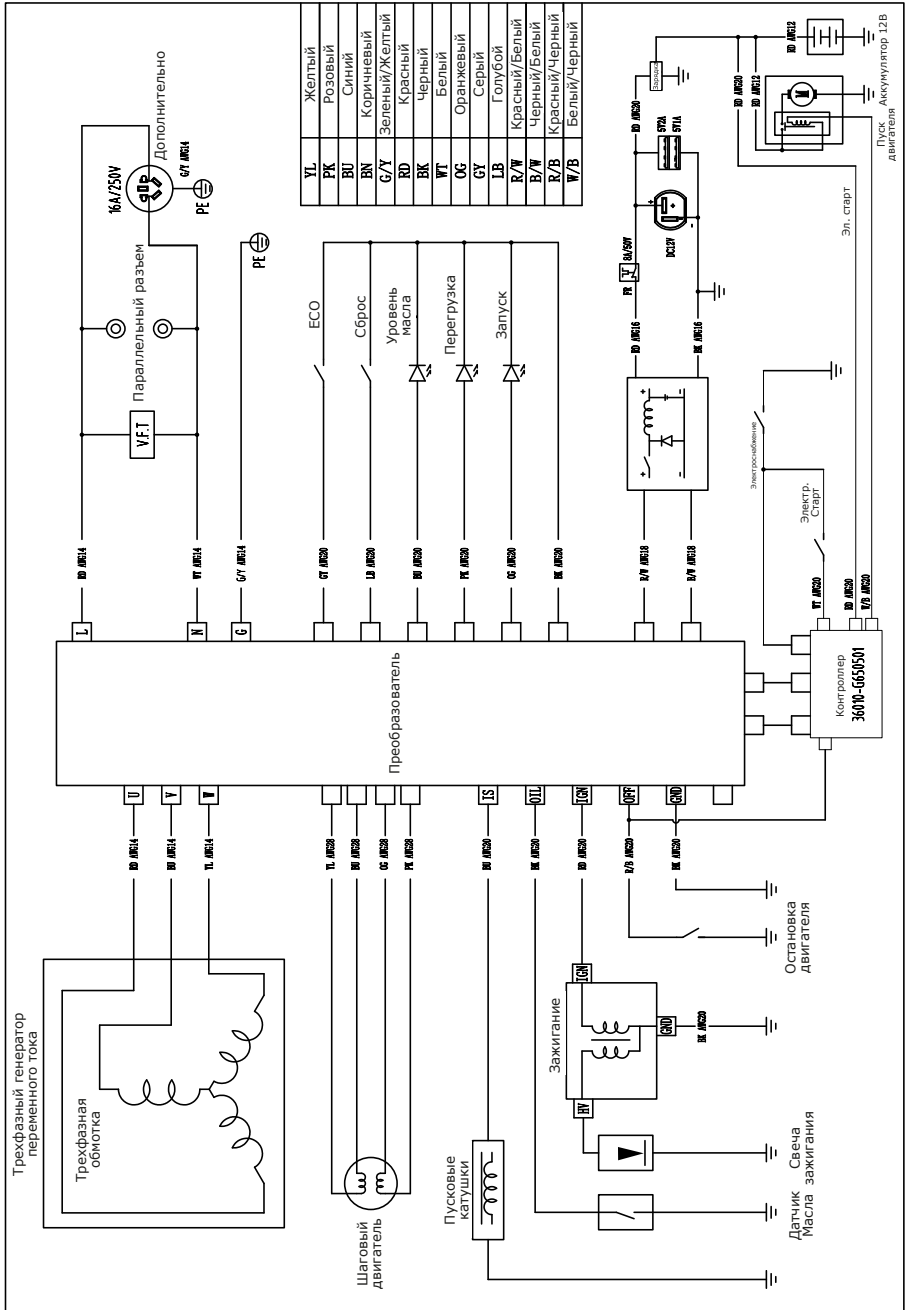 Трехфазный генератор
переменного тока
Трехфазная
обмотка
Шаговый
двигатель
Пусковые
катушки
Зажигание
IGN
HV
GND
BK AWG20
Датчик
Масла
Свеча
зажигания
Остановка
двигателя
RD AWG14
BU AWG14
YL AWG14
YL AWG28
BU AWG28
OG AWG28
PK AWG28
BU AWG20
BK AWG20
RD AWG20
R/B AWG20
BK AWG20
U
V
W
IS
OIL
IGN
OFF
GND
Преобразователь
L
N
G
Контроллер
36010-G650501
RD AWG14
WT AWG14
G/Y AWG14
GY AWG20
LB AWG20
BU AWG20
PK AWG20
OG AWG20
BK AWG20
R/W AWG18
B/W AWG18
WT AWG20
RD AWG20
W/B AWG20
V.F.T
Параллельный разъем
16A/250V
Дополнительно
G/Y AWG14
PE
PE
ECO
Сброс
Уровень
масла
Перегрузка
Запуск
RD AWG16
BK AWG16
FR
8A/50V
DC12V
+
-
5V2A
5V1A
RD AWG20
Зарядка
RD AWG20
RD AWG12
RD AWG12
M
Аккумулятор 12В
Пуск
двигателя
Эл. старт
Электроснабжение
Электр.
Старт
YL Желтый
PK Розовый
BU Синий
BN Коричневый
G/Y Зеленый/Желтый
RD Красный
BK Черный
WT Белый
OG Оранжевый
GY Серый
LB Голубой
R/W Красный/Белый
B/W Черный/Белый
R/B Красный/Черный
W/B Белый/Черный